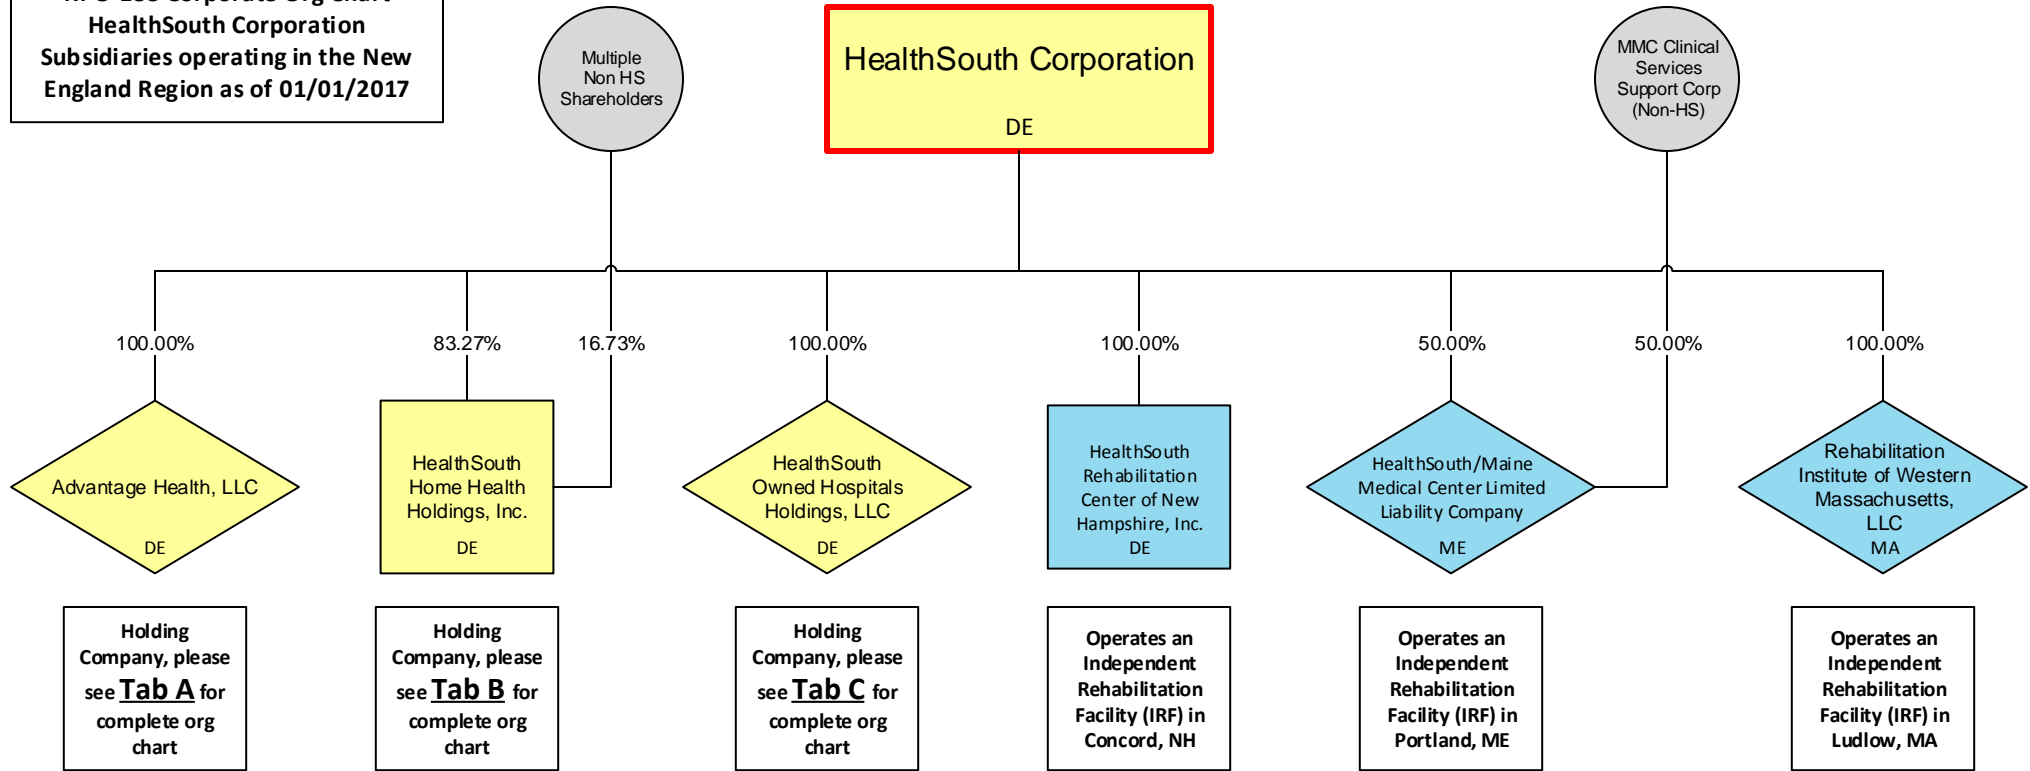 Corporate Org Chart
HealthSouth Corporation
Subsidiaries operating in the New
England Region as of 01/01/2017
Multiple
Non HS
Shareholders
HealthSouth Corporation
DE
MMC Clinical
Services
Support Corp
(Non-HS)
100.00%
83.27%
16.73%
100.00%
100.00%
50.00%
50.00%
100.00%
Advantage Health, LLC
DE
HealthSouth
Home Health
Holdings, Inc.
DE
HealthSouth
Owned Hospitals
Holdings, LLC
DE
HealthSouth
Rehabilitation
Center of New
Hampshire, Inc.
DE
HealthSouth/Maine
Medical Center Limited
Liability Company
ME
Rehabilitation
Institute of Western
Massachusetts,
LLC
MA
Holding
Company, please
see Tab A for
complete org
chart
Holding
Company, please
see Tab B for
complete org
chart
Holding
Company, please
see Tab C for
complete org
chart
Operates an
Independent
Rehabilitation
Facility (IRF) in
Concord, NH
Operates an
Independent
Rehabilitation
Facility (IRF) in
Portland, ME
Operates an
Independent
Rehabilitation
Facility (IRF) in
Ludlow, MA